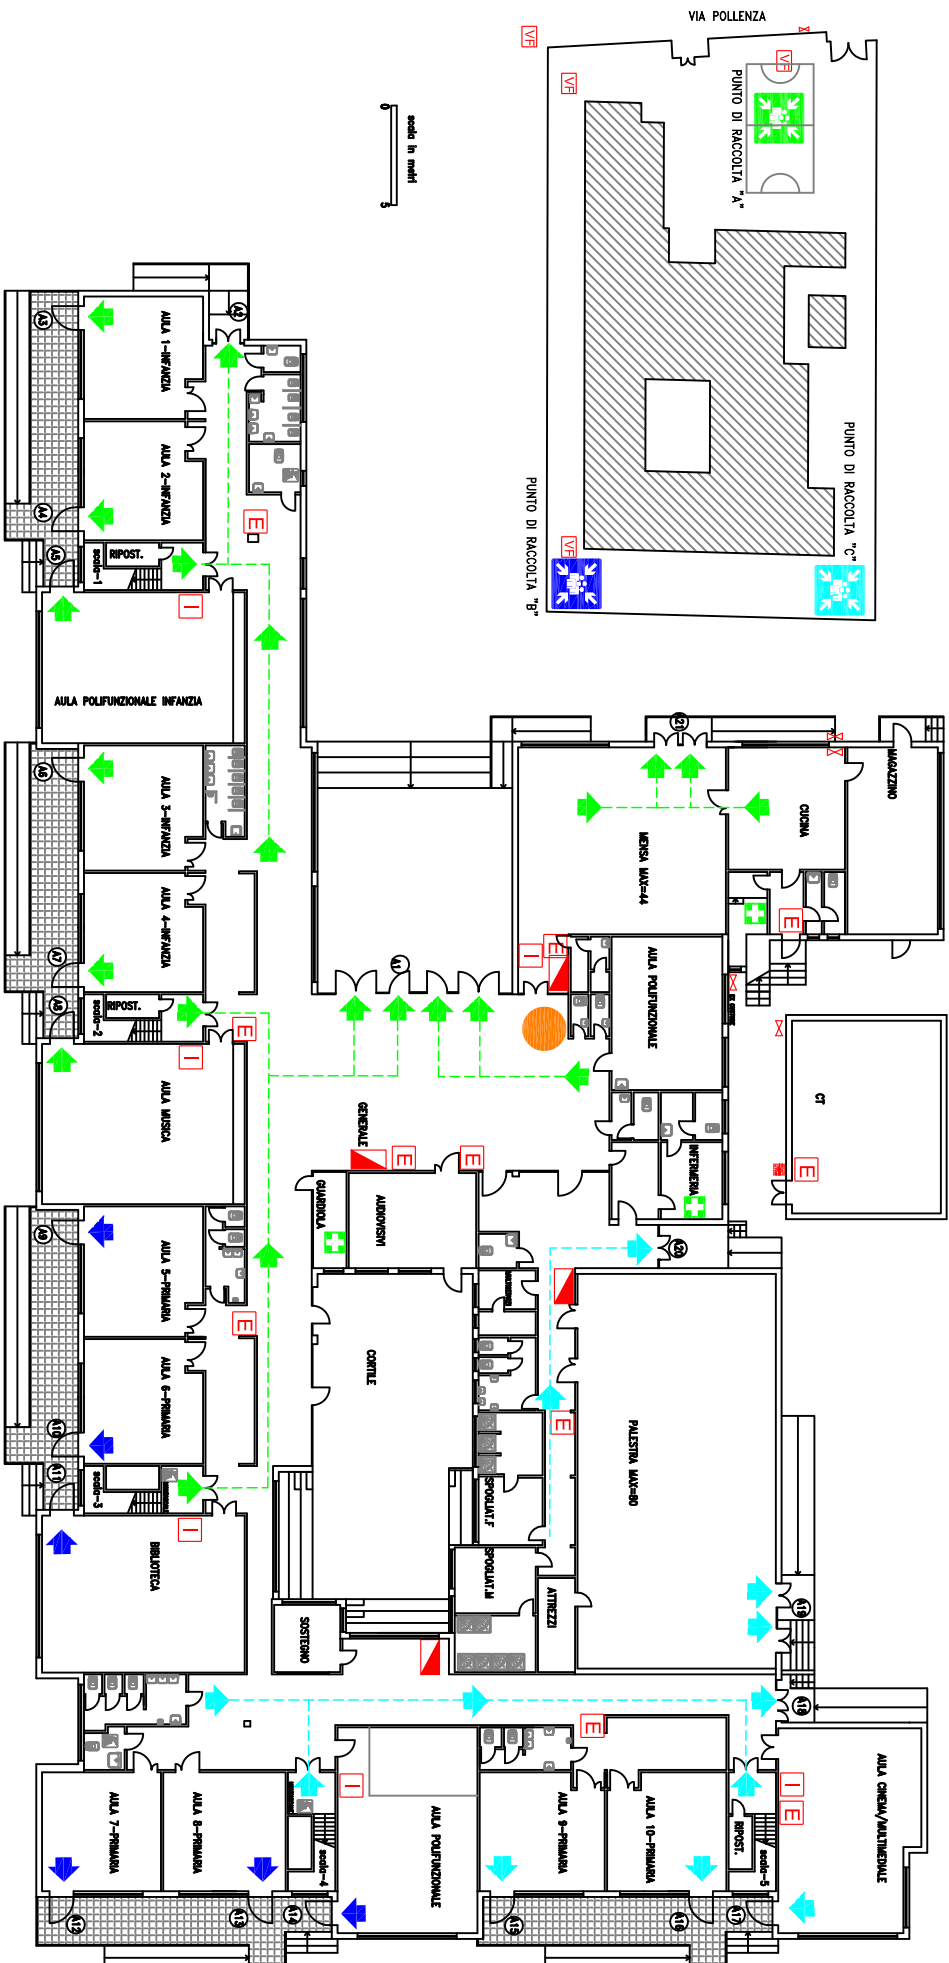 VIA POLLENZA
VF
VF
VF
VF
PUNTO DI RACCOLTA "A"
PUNTO DI RACCOLTA "C"
PUNTO DI RACCOLTA "B"
scala in metri
0
5
A2
A3
AULA 1-INFANZIA
AULA 2-INFANZIA
A4
A5
scala-1
RIPOST.
E
I
AULA POLIFUNZIONALE INFANZIA
A6
AULA 3-INFANZIA
AULA 4-INFANZIA
A7
A8
scala-2
RIPOST.
E
I
AULA MUSICA
A9
AULA 5-PRIMARIA
E
AULA 6-PRIMARIA
A10
A11
scala-3
I
BIBLIOTECA
A21
MAGAZZINO
CUCINA
MENSA MAX=44
E
E
I
A1
AULA POLIFUNZIONALE
CT
E
GENERALE
E
E
INFERMERIA
GUARDIOLA
AUDIOVISIVI
A20
CORTILE
E
PALESTRA MAX=80
SPOGLIAT.F
SPOGLIAT.M
ATTREZZI
A19
SOSTEGNO
A18
E
I
AULA 7-PRIMARIA
AULA 8-PRIMARIA
scala-4
AULA POLIFUNZIONALE
AULA 9-PRIMARIA
AULA 10-PRIMARIA
RIPOST.
scala-5
I
E
AULA CINEMA/MULTIMEDIALE
A12
A13
A14
A15
A16
A17